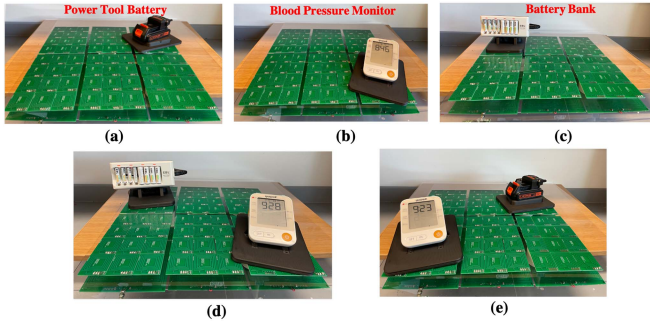 Power Tool Battery
Blood Pressure Monitor
Battery Bank
846
(a)
(b)
(c)
928
923
(d)
(e)